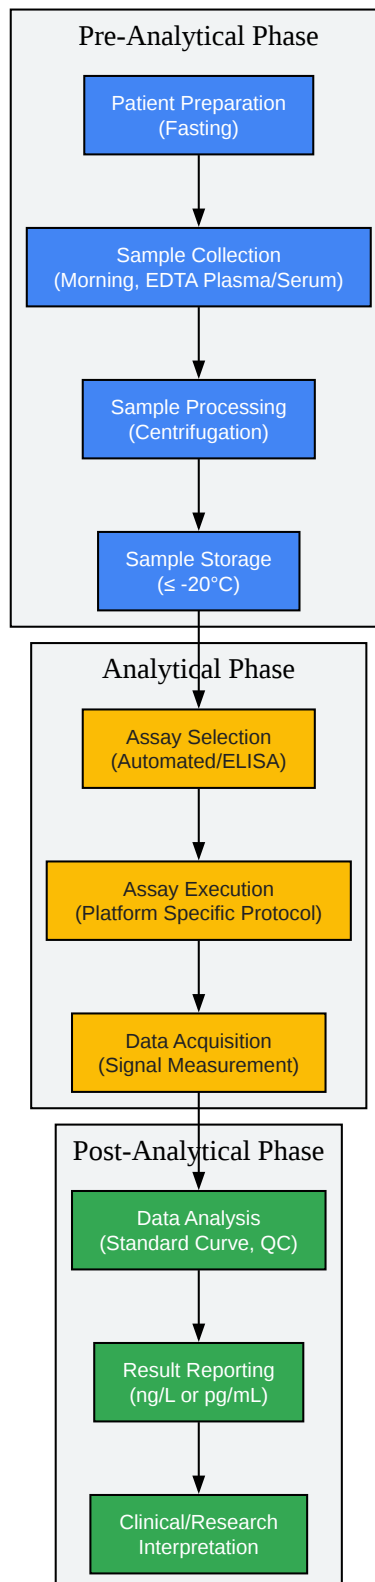 Pre-Analytical Phase
Patient Preparation
(Fasting)
Sample Collection
(Morning, EDTA Plasma/Serum)
Sample Processing
(Centrifugation)
Sample Storage
(≤ -20°C)
Analytical Phase
Assay Selection
(Automated/ELISA)
Assay Execution
(Platform Specific Protocol)
Data Acquisition
(Signal Measurement)
Post-Analytical Phase
Data Analysis
(Standard Curve, QC)
Result Reporting
(ng/L or pg/mL)
Clinical/Research
Interpretation